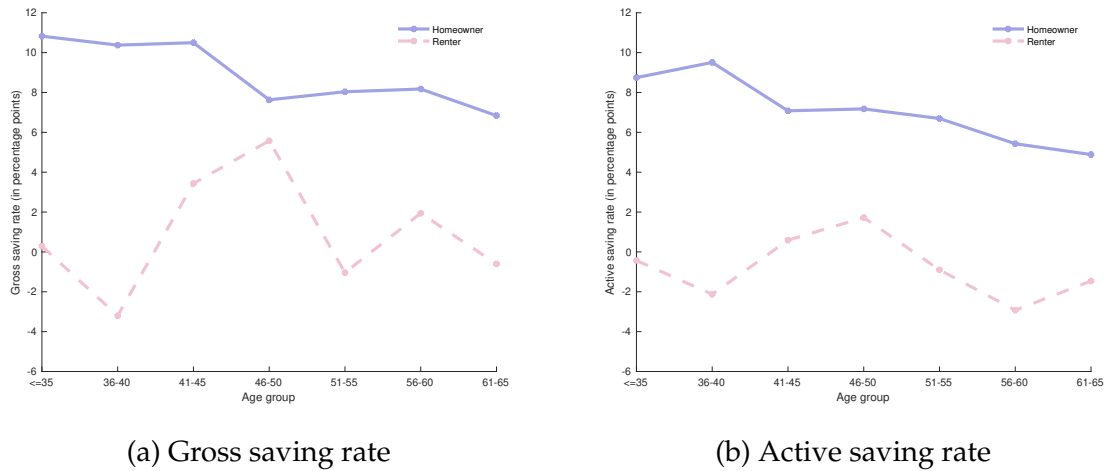 12
10
8
6
4
2
0
-2
-4
-6
Gross saving rate (in percentage points)
Homeowner
Renter
<=35 36-40 41-45 46-50 51-55 56-60 61-65
Age group
(a) Gross saving rate
12
10
8
6
4
2
0
-2
-4
-6
Active saving rate (in percentage points)
Homeowner
Renter
<=35 36-40 41-45 46-50 51-55 56-60 61-65
Age group
(b) Active saving rate